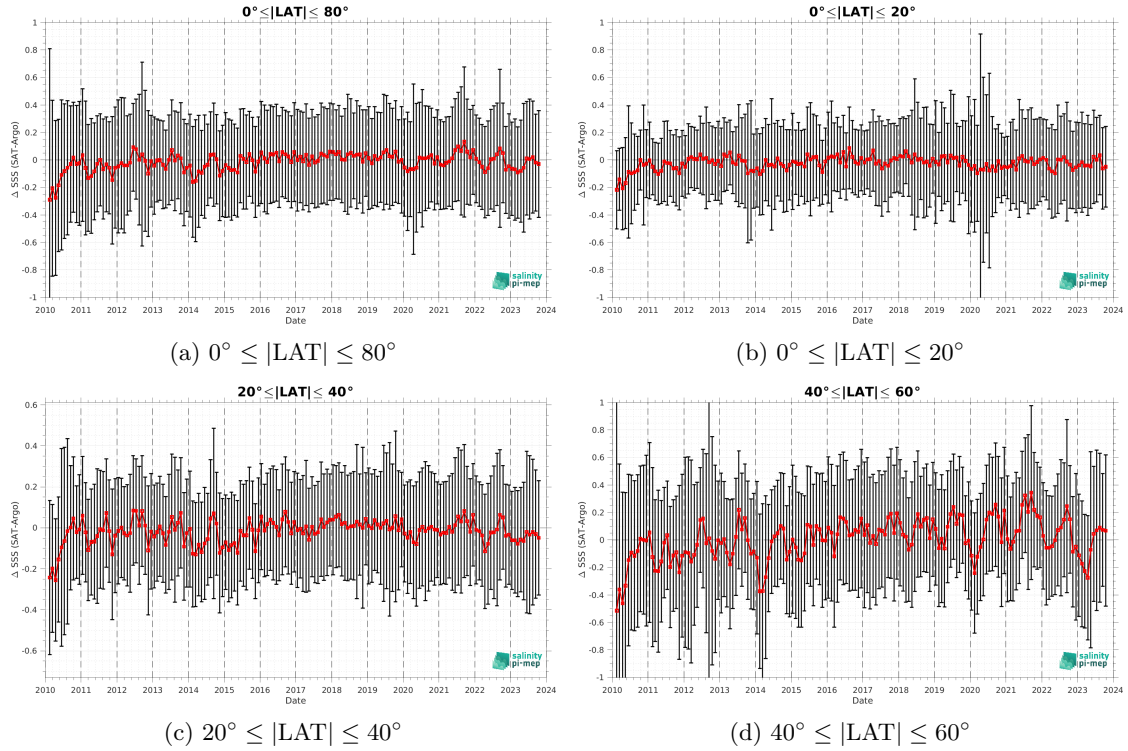 0°≤|LAT|≤ 80°
1
0.8
0.6
0.4
0.2
0
-0.2
-0.4
-0.6
-0.8
-1
Δ SSS (SAT-Argo)
2010 2011 2012 2013 2014 2015 2016 2017 2018 2019 2020 2021 2022 2023 2024
Date
salinity
pi-mep
(a) 0° ≤ |LAT| ≤ 80°
0°≤|LAT|≤ 20°
1
0.8
0.6
0.4
0.2
0
-0.2
-0.4
-0.6
-0.8
-1
Δ SSS (SAT-Argo)
2010 2011 2012 2013 2014 2015 2016 2017 2018 2019 2020 2021 2022 2023 2024
Date
salinity
pi-mep
(b) 0° ≤ |LAT| ≤ 20°
20°≤|LAT|≤ 40°
0.6
0.4
0.2
0
-0.2
-0.4
-0.6
Δ SSS (SAT-Argo)
2010 2011 2012 2013 2014 2015 2016 2017 2018 2019 2020 2021 2022 2023 2024
Date
salinity
pi-mep
(c) 20° ≤ |LAT| ≤ 40°
40°≤|LAT|≤ 60°
1
0.8
0.6
0.4
0.2
0
-0.2
-0.4
-0.6
-0.8
-1
Δ SSS (SAT-Argo)
2010 2011 2012 2013 2014 2015 2016 2017 2018 2019 2020 2021 2022 2023 2024
Date
salinity
pi-mep
(d) 40° ≤ |LAT| ≤ 60°